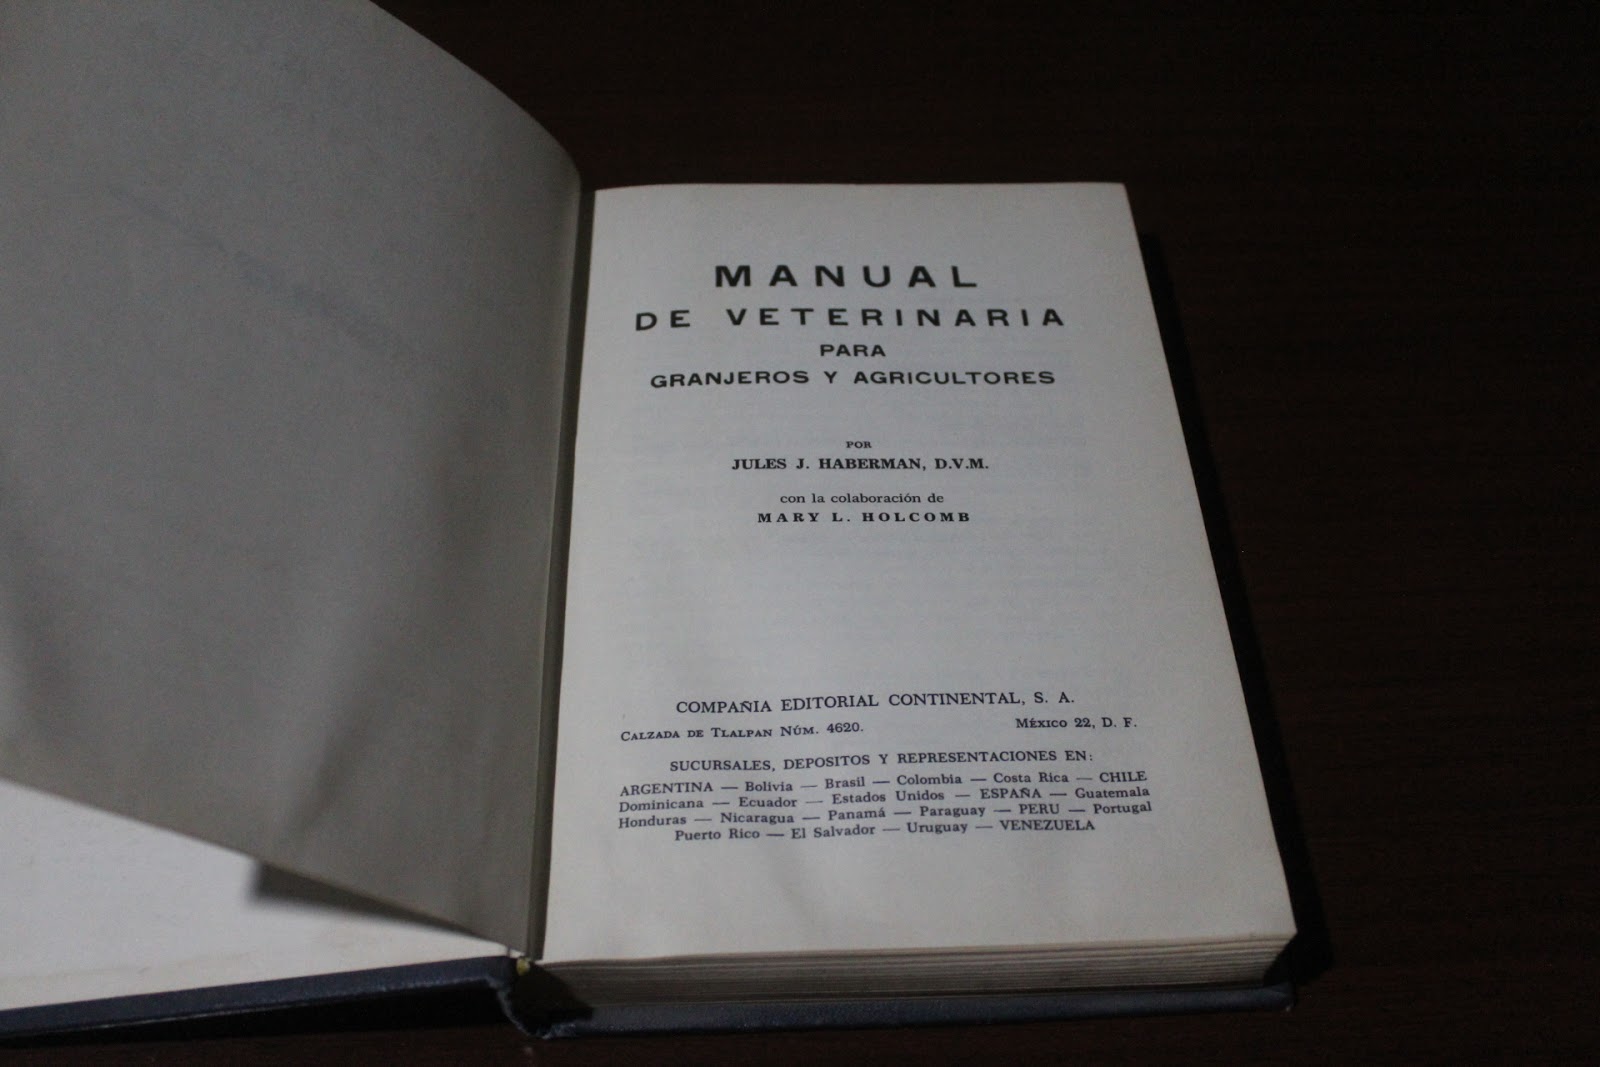 MANUAL
DE VETERINARIA
PARA
GRANJEROS Y AGRICULTORES
POR
JULES J. HABERMAN, D.V.M.
con la colaboración de
MARY L. HOLCOMB
COMPAÑIA EDITORIAL CONTINENTAL, S. A.
CALZADA DE TLALPAN NÚM. 4620. MÉXICO 22, D. F.
SUCURSALES, DEPOSITOS Y REPRESENTACIONES EN:
ARGENTINA — Bolivia — Brasil — Colombia — Costa Rica — CHILE
Dominicana — Ecuador — Estados Unidos — ESPAÑA — Guatemala
Honduras — Nicaragua — Panamá — Paraguay — PERU — Portugal
Puerto Rico — El Salvador — Uruguay — VENEZUELA